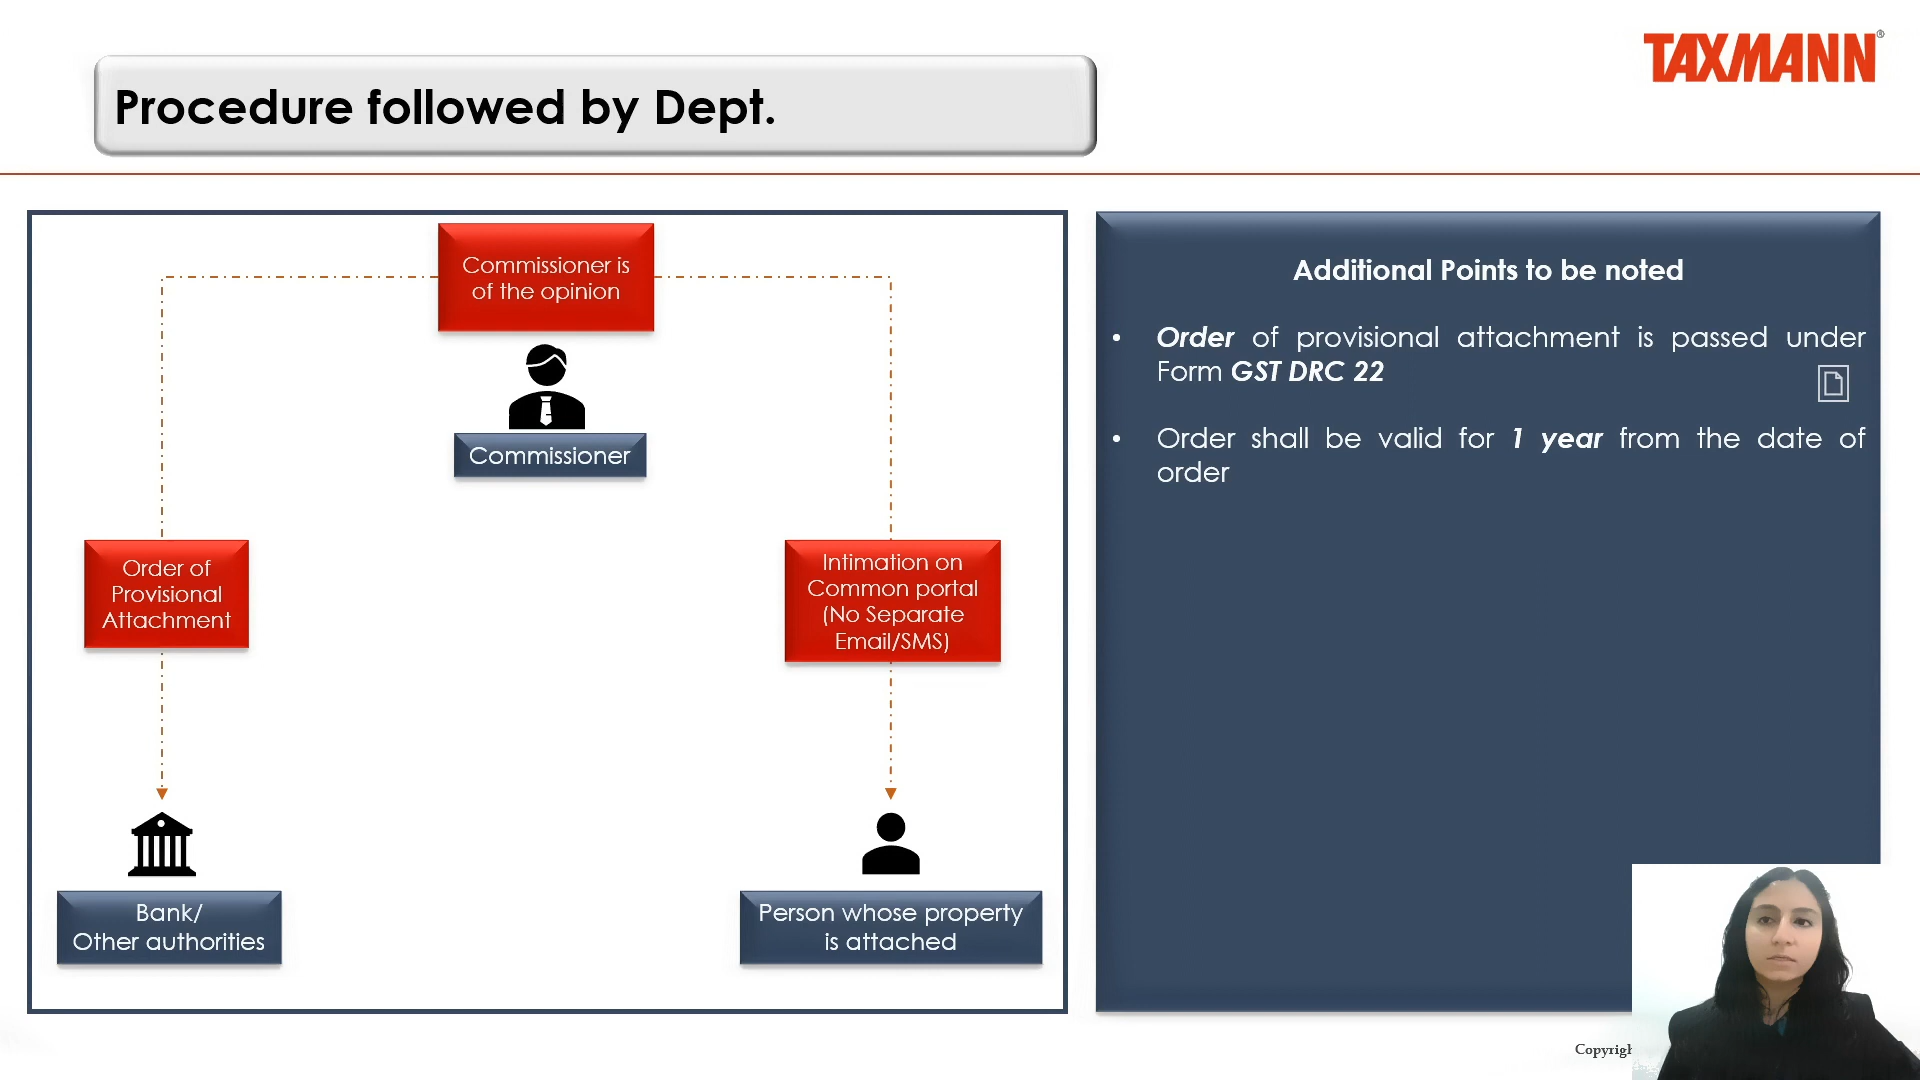 TAXMANN®
Procedure followed by Dept.
Commissioner is
of the opinion
Commissioner
Order of
Provisional
Attachment
Intimation on
Common portal
(No Separate
Email/SMS)
Bank/
Other authorities
Person whose property
is attached
Additional Points to be noted
• Order of provisional attachment is passed under
Form GST DRC 22
• Order shall be valid for 1 year from the date of
order